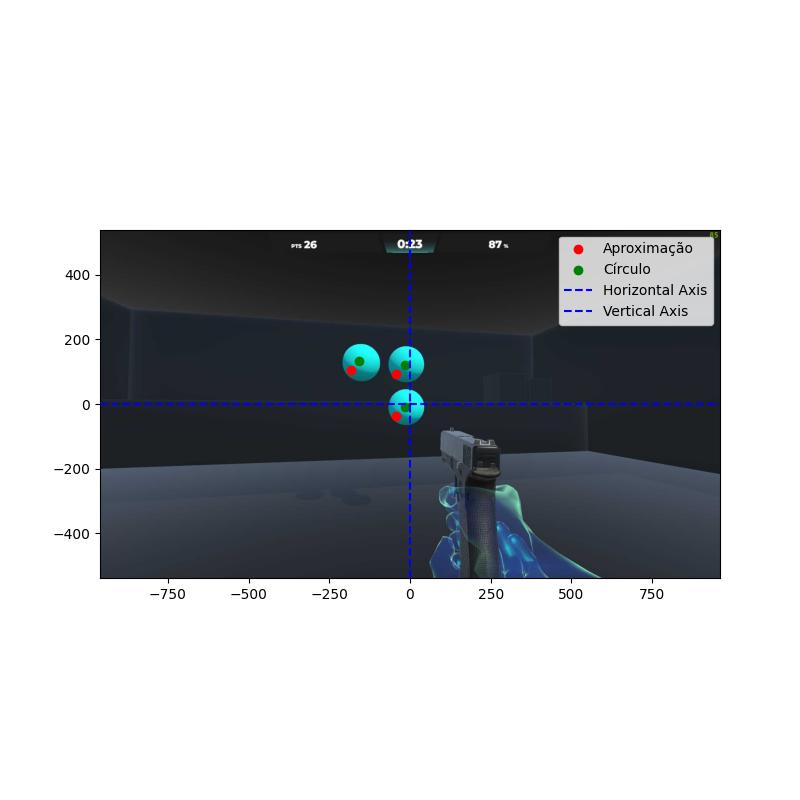 PTS 26 0:23 87 %
85
Aproximação
Círculo
Horizontal Axis
Vertical Axis
400
200
0
−200
−400
−750 −500 −250 0 250 500 750